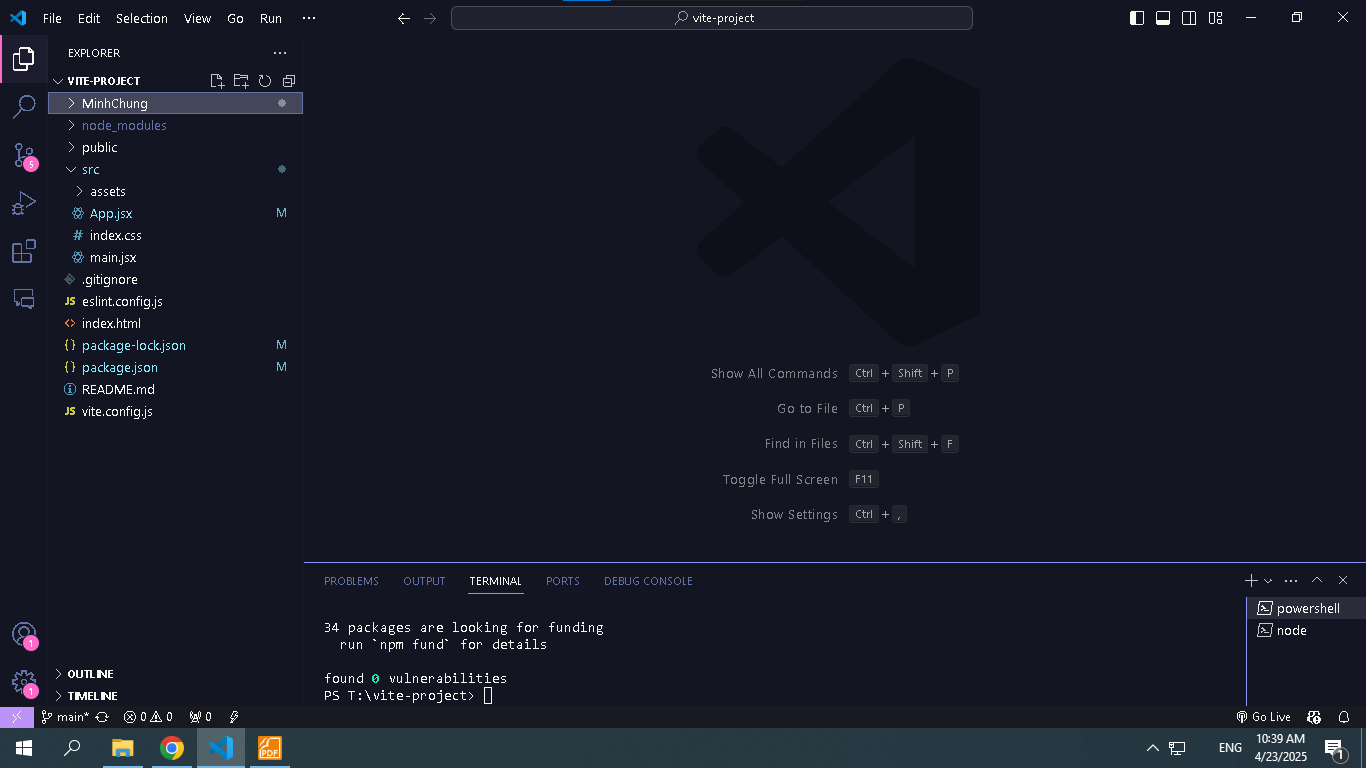 File Edit Selection View Go Run ···
vite-project
EXPLORER
VITE-PROJECT
MinhChung
node_modules
public
src
assets
App.jsx M
# index.css
main.jsx
.gitignore
JS eslint.config.js
<> index.html
{} package-lock.json M
{} package.json M
README.md
JS vite.config.js
5
1
1
OUTLINE
TIMELINE
Show All Commands Ctrl + Shift + P
Go to File Ctrl + P
Find in Files Ctrl + Shift + F
Toggle Full Screen F11
Show Settings Ctrl + ,
PROBLEMS OUTPUT TERMINAL PORTS DEBUG CONSOLE
34 packages are looking for funding
run `npm fund` for details
found 0 vulnerabilities
PS T:\vite-project>
powershell
node
main* 0 0 0 Go Live
PDF
ENG
10:39 AM
4/23/2025
1